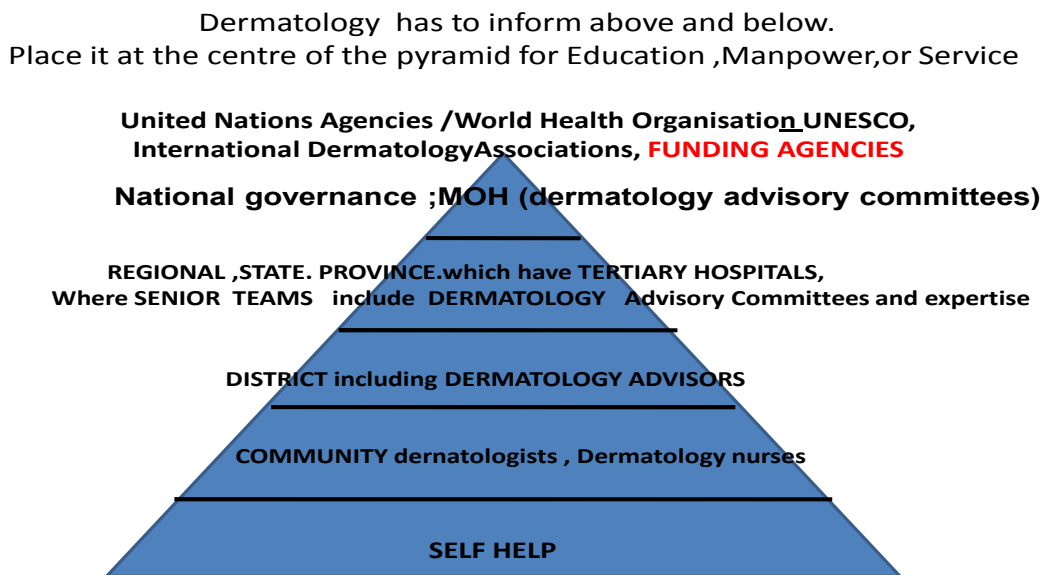 Dermatology has to inform above and below.
Place it at the centre of the pyramid for Education ,Manpower,or Service
United Nations Agencies /World Health Organisation UNESCO,
International DermatologyAssociations, FUNDING AGENCIES
National governance ;MOH (dermatology advisory committees)
REGIONAL ,STATE. PROVINCE.which have TERTIARY HOSPITALS,
Where SENIOR TEAMS include DERMATOLOGY Advisory Committees and expertise
DISTRICT including DERMATOLOGY ADVISORS
COMMUNITY dernatologists , Dermatology nurses
SELF HELP